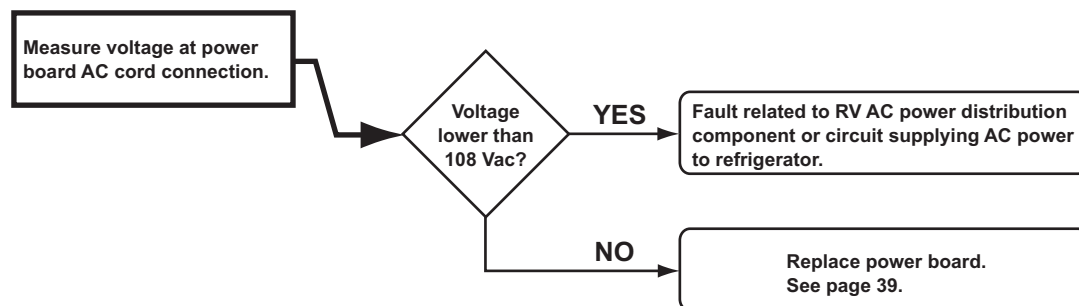 Measure voltage at power
board AC cord connection.
Voltage
lower than
108 Vac?
YES
Fault related to RV AC power distribution
component or circuit supplying AC power
to refrigerator.
NO
Replace power board.
See page 39.